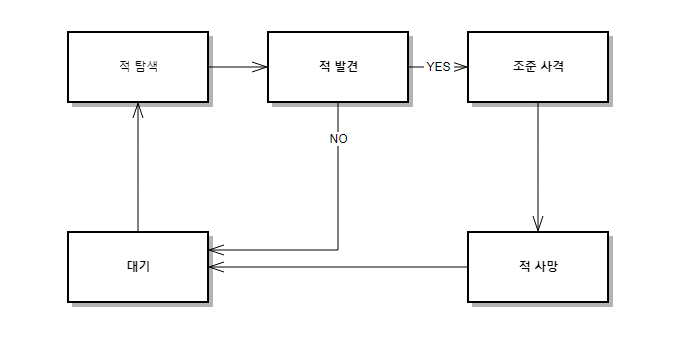 적 탐색
적 발견
YES
조준 사격
NO
대기
적 사망